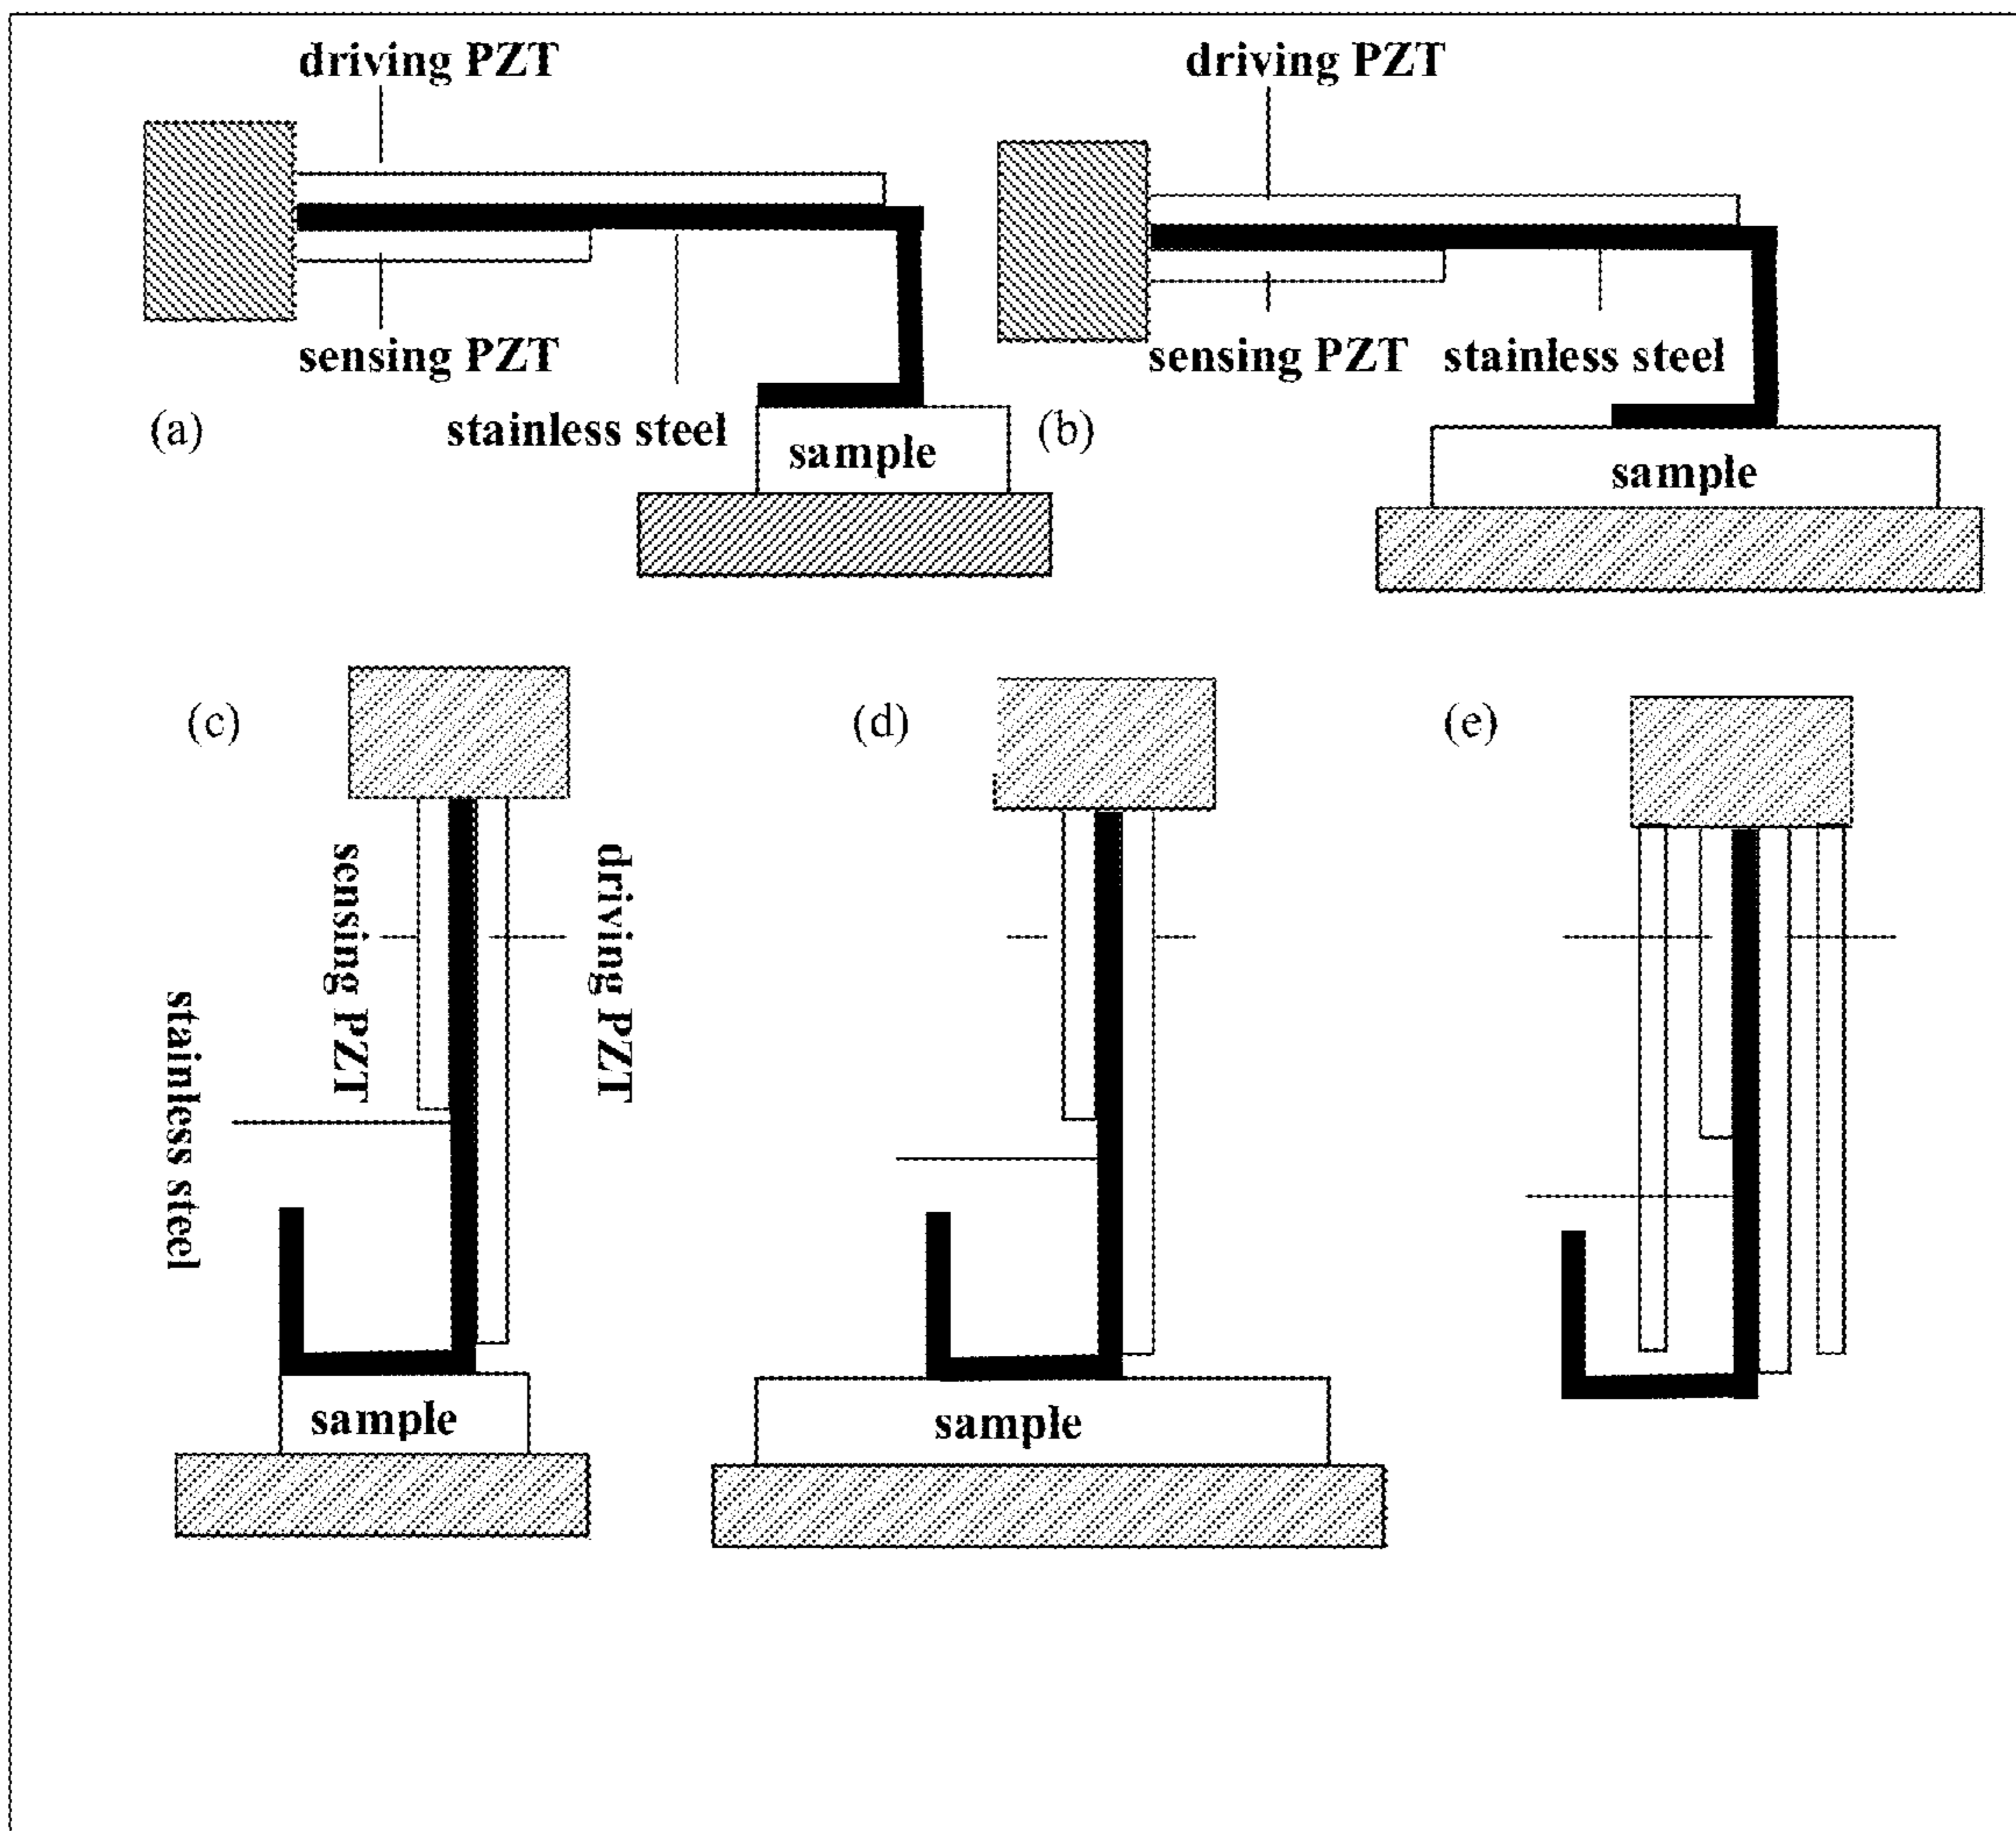 driving PZT
driving PZT
sensing PZT
sensing PZT
stainless steel
(a)
stainless steel
(b)
sample
sample
(c)
(d)
(e)
sensing PZT
driving PZT
stainless steel
sample
sample